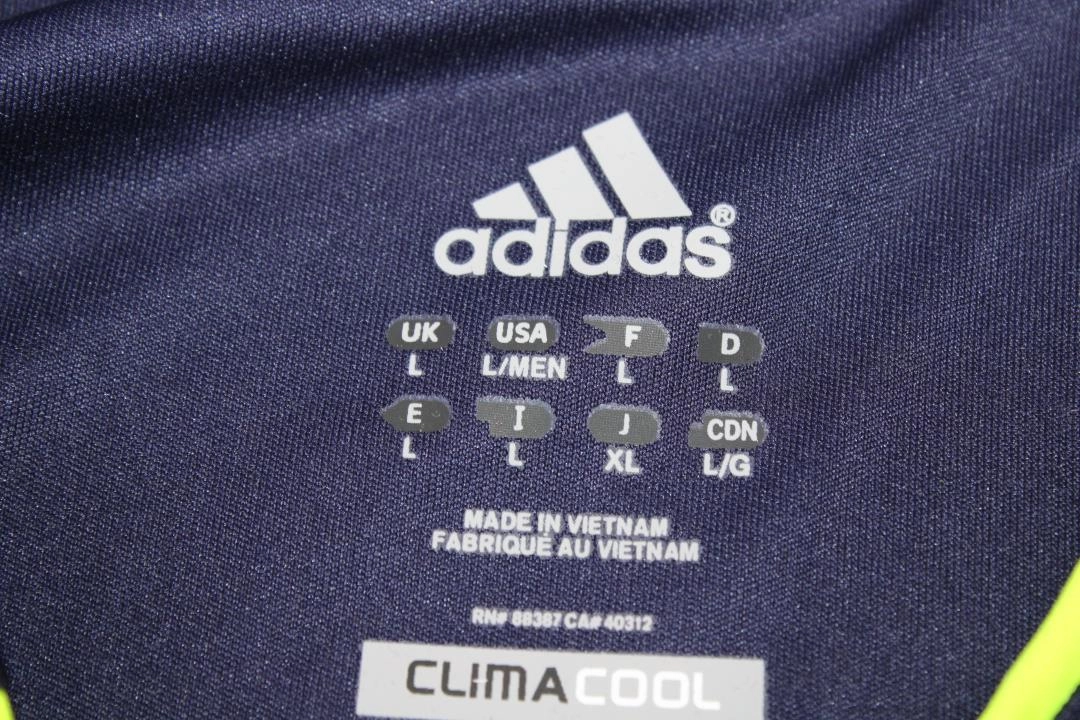 adidas®
UK USA F D
L L/MEN L L
E I J CDN
L L XL L/G
MADE IN VIETNAM
FABRIQUÉ AU VIETNAM
RN# 88387 CA# 40312
CLIMACOOL